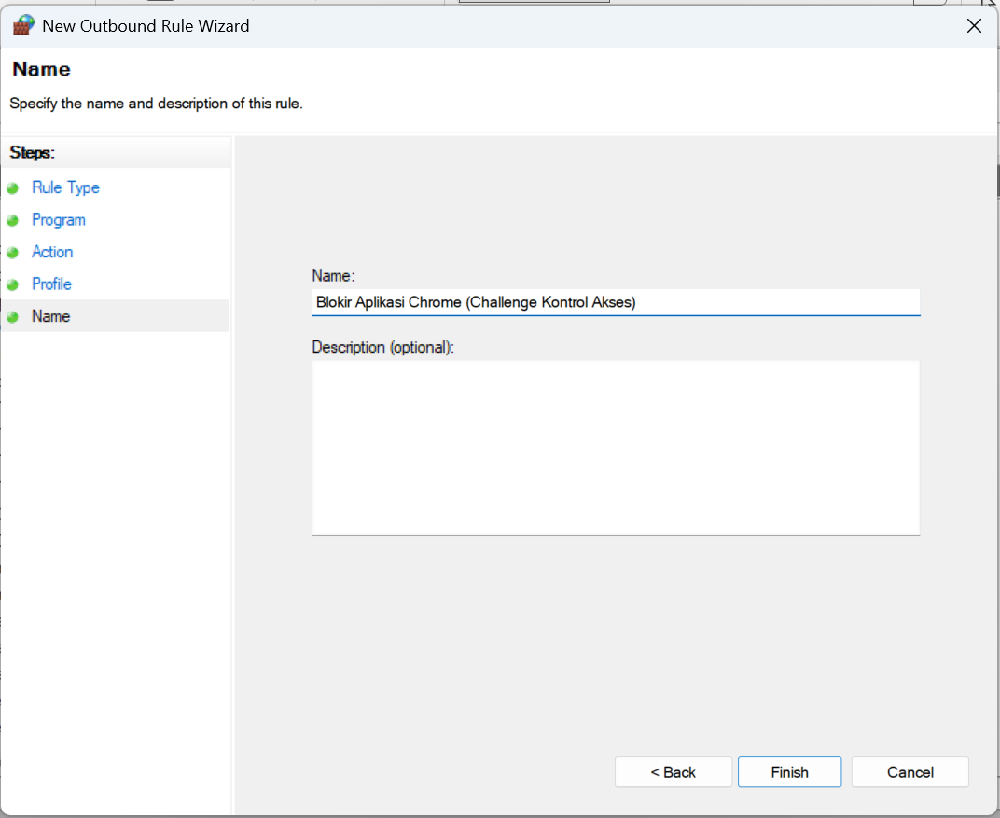 New Outbound Rule Wizard
Name
Specify the name and description of this rule.
Steps:
Rule Type
Program
Action
Profile
Name
Name:
Blokir Aplikasi Chrome (Challenge Kontrol Akses)
Description (optional):
< Back
Finish
Cancel